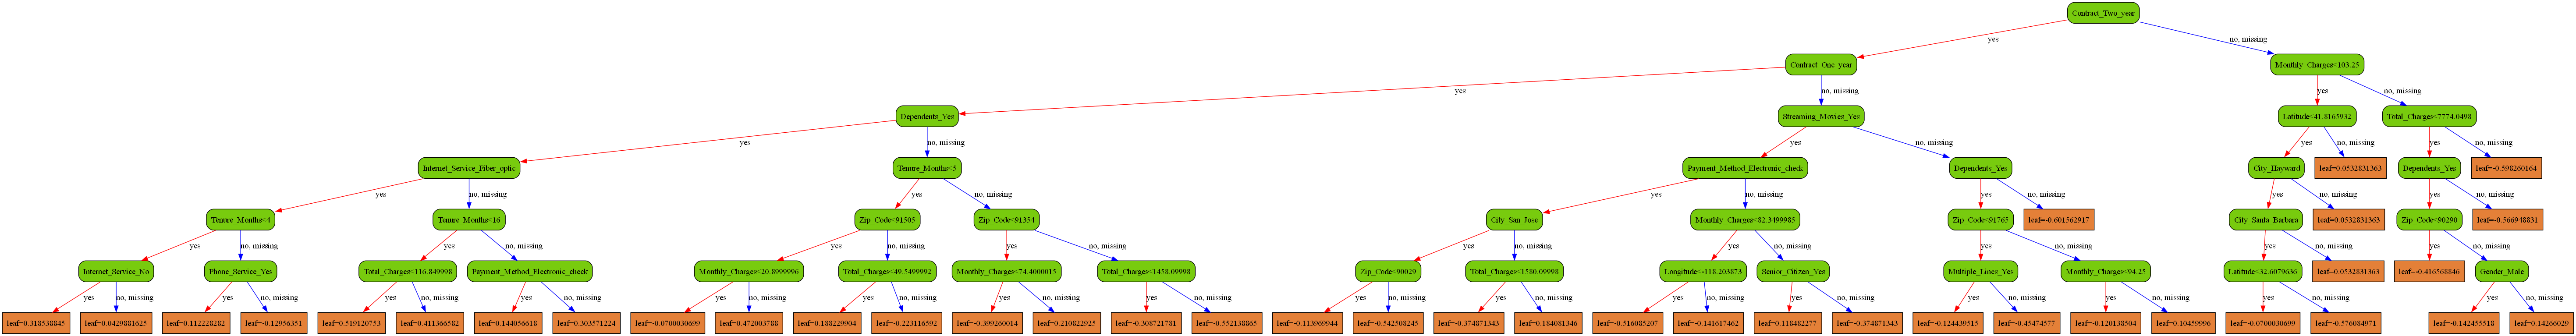 Contract_Two_year
yes
no, missing
Contract_One_year
Monthly_Charges<103.25
yes
no, missing
yes
no, missing
Dependents_Yes
Streaming_Movies_Yes
Latitude<41.8165932
Total_Charges<7774.0498
yes
no, missing
yes
no, missing
yes
no, missing
yes
no, missing
Internet_Service_Fiber_optic
Tenure_Months<5
Payment_Method_Electronic_check
Dependents_Yes
City_Hayward
leaf=0.0532831363
Dependents_Yes
leaf=-0.598260164
yes
no, missing
yes
no, missing
yes
no, missing
yes
no, missing
yes
no, missing
yes
no, missing
Tenure_Months<4
Tenure_Months<16
Zip_Code<91505
Zip_Code<91354
City_San_Jose
Monthly_Charges<82.3499985
Zip_Code<91765
leaf=-0.601562917
City_Santa_Barbara
leaf=0.0532831363
Zip_Code<90290
leaf=-0.566948831
yes
no, missing
yes
no, missing
yes
no, missing
yes
no, missing
yes
no, missing
yes
no, missing
yes
no, missing
yes
no, missing
yes
no, missing
Internet_Service_No
Phone_Service_Yes
Total_Charges<116.849998
Payment_Method_Electronic_check
Monthly_Charges<20.8999996
Total_Charges<49.5499992
Monthly_Charges<74.4000015
Total_Charges<1458.09998
Zip_Code<90029
Total_Charges<1580.09998
Longitude<-118.203873
Senior_Citizen_Yes
Multiple_Lines_Yes
Monthly_Charges<94.25
Latitude<32.6079636
leaf=0.0532831363
leaf=-0.416568846
Gender_Male
yes
no, missing
yes
no, missing
yes
no, missing
yes
no, missing
yes
no, missing
yes
no, missing
yes
no, missing
yes
no, missing
yes
no, missing
yes
no, missing
yes
no, missing
yes
no, missing
yes
no, missing
yes
no, missing
yes
no, missing
yes
no, missing
leaf=0.318538845
leaf=0.0429881625
leaf=0.112228282
leaf=-0.12956351
leaf=0.519120753
leaf=0.411366582
leaf=0.144056618
leaf=0.303571224
leaf=-0.0700030699
leaf=0.472003788
leaf=0.188229904
leaf=-0.223116592
leaf=-0.399260014
leaf=0.210822925
leaf=-0.308721781
leaf=-0.552138865
leaf=-0.113969944
leaf=-0.542508245
leaf=-0.374871343
leaf=0.184081346
leaf=-0.516085207
leaf=-0.141617462
leaf=0.118482277
leaf=-0.374871343
leaf=-0.124439515
leaf=-0.45474577
leaf=-0.120138504
leaf=0.10459996
leaf=-0.0700030699
leaf=-0.576084971
leaf=-0.142455518